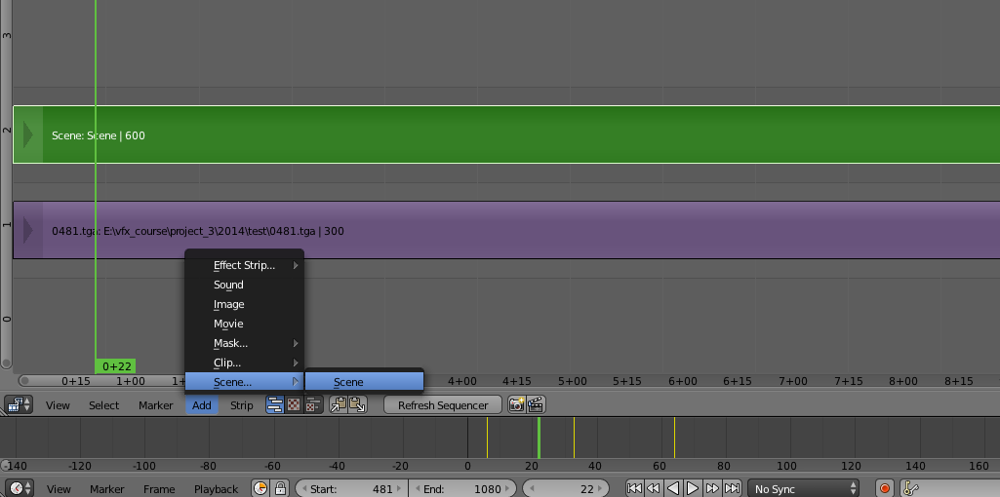 3
Scene: Scene | 600
2
0481.tga: E:\vfx_course\project_3\2014\test\0481.tga | 300
1
Effect Strip...
Sound
Image
0
Movie
Mask...
Clip...
0+22
Scene... Scene
0+15 1+ 4+00 4+15 5+00 5+15 6+00 6+15 7+00 7+15 8+00 8+15
View Select Marker Add Strip Refresh Sequencer
-140 -120 -100 -80 -60 -40 -20 0 20 40 60 80 100 120 140 160
View Marker Frame Playback Start: 481 End: 1080 22 No Sync